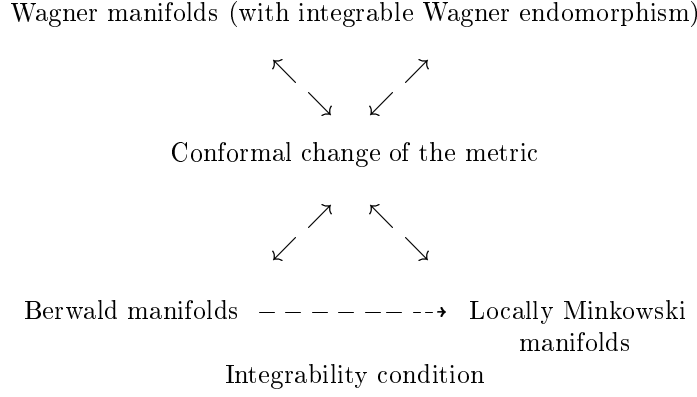 Wagner manifolds (with integrable Wagner endomorphism)
Conformal change of the metric
Berwald manifolds
Locally Minkowski
manifolds
Integrability condition